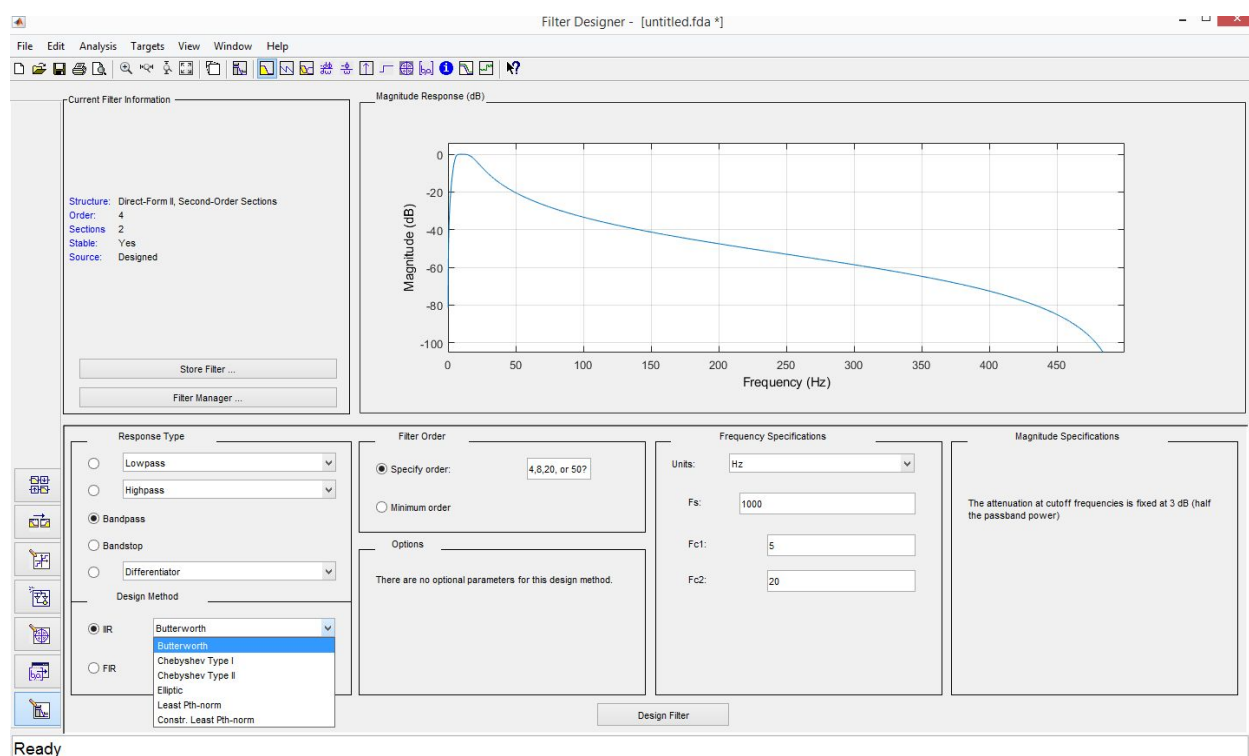 Filter Designer -  [untitled.fda *]
File Edit Analysis Targets View Window Help
Current Filter Information
Structure: Direct-Form II, Second-Order Sections
Order: 4
Sections 2
Stable: Yes
Source: Designed
Store Filter ...
Filter Manager ...
Magnitude Response (dB)
0
-20
-40
-60
-80
-100
Magnitude (dB)
0 50 100 150 200 250 300 350 400 450
Frequency (Hz)
Response Type
Lowpass
Highpass
Bandpass
Bandstop
Differentiator
Design Method
IIR Butterworth
Butterworth
Chebyshev Type I
Chebyshev Type II
Elliptic
Least Pth-norm
Constr. Least Pth-norm
FIR
Filter Order
Specify order: 4,8,20, or 50?
Minimum order
Options
There are no optional parameters for this design method.
Frequency Specifications
Units: Hz
Fs: 1000
Fc1: 5
Fc2: 20
Magnitude Specifications
The attenuation at cutoff frequencies is fixed at 3 dB (half
the passband power)
Design Filter
Ready